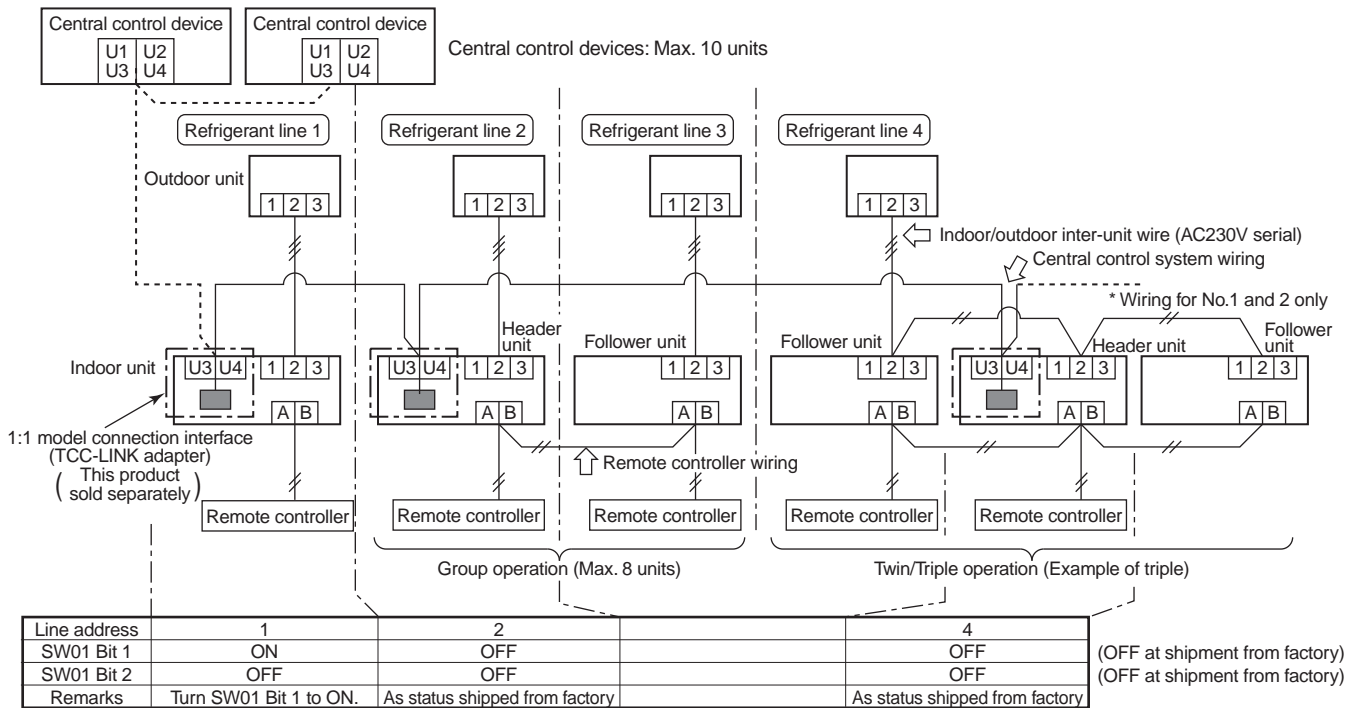 Central control device
Central control device
U1 U2
U3 U4
U1 U2
U3 U4
Central control devices: Max. 10 units
Refrigerant line 1
Refrigerant line 2
Refrigerant line 3
Refrigerant line 4
Outdoor unit
1 2 3
1 2 3
1 2 3
1 2 3
Indoor/outdoor inter-unit wire (AC230V serial)
Central control system wiring
* Wiring for No.1 and 2 only
Indoor unit
U3 U4
1 2 3
A B
Header
unit
U3 U4
1 2 3
A B
Follower unit
1 2 3
A B
Follower unit
1 2 3
A B
Header unit
U3 U4
1 2 3
A B
Follower
unit
1 2 3
A B
1:1 model connection interface
(TCC-LINK adapter)
( This product
sold separately )
Remote controller wiring
Remote controller
Remote controller
Remote controller
Remote controller
Remote controller
Group operation (Max. 8 units)
Twin/Triple operation (Example of triple)
Line address 1 2 4
SW01 Bit 1 ON OFF OFF (OFF at shipment from factory)
SW01 Bit 2 OFF OFF OFF (OFF at shipment from factory)
Remarks Turn SW01 Bit 1 to ON. As status shipped from factory As status shipped from factory